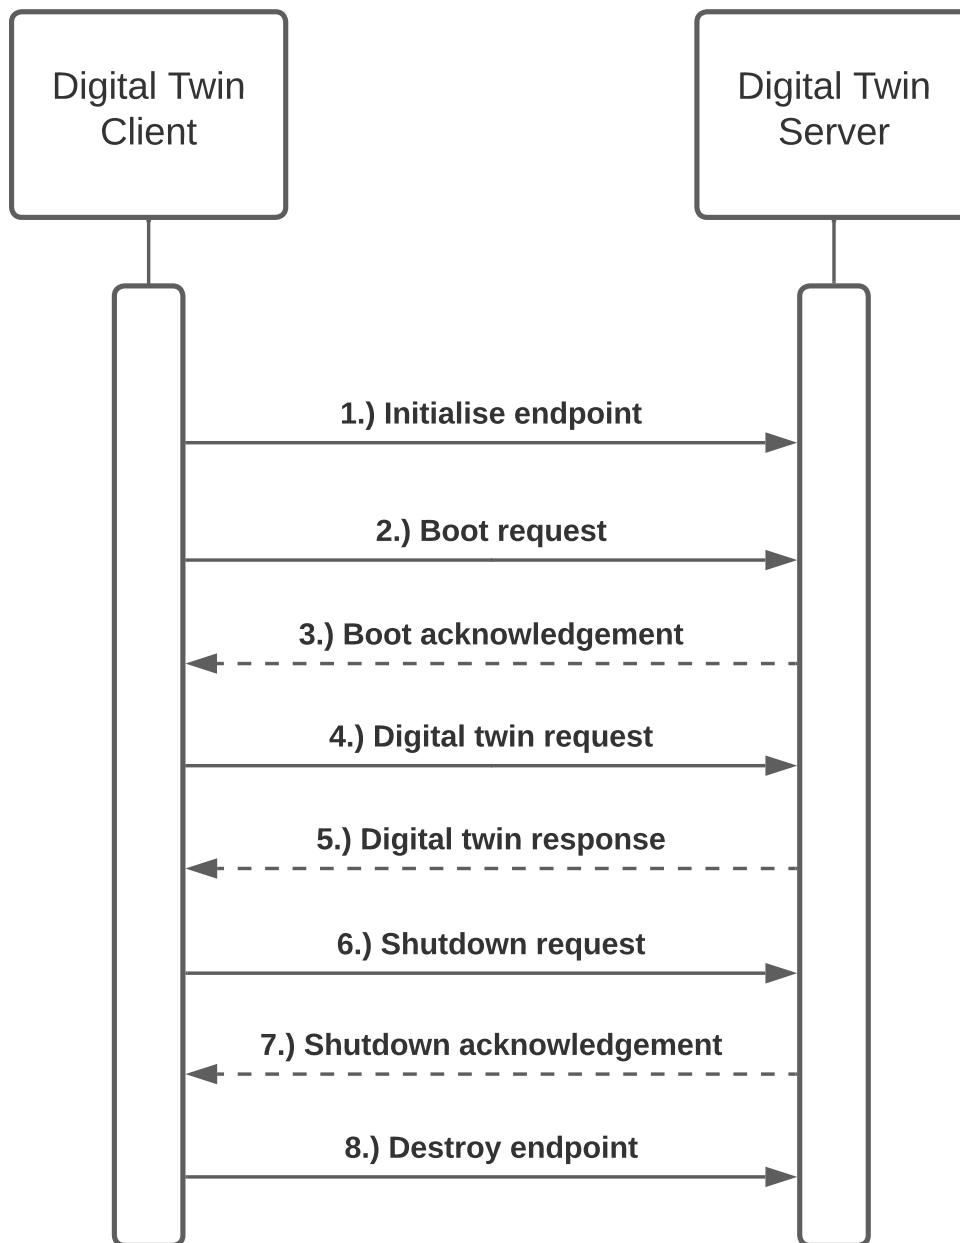 Digital Twin
Client
Digital Twin
Server
1.) Initialise endpoint
2.) Boot request
3.) Boot acknowledgement
4.) Digital twin request
5.) Digital twin response
6.) Shutdown request
7.) Shutdown acknowledgement
8.) Destroy endpoint